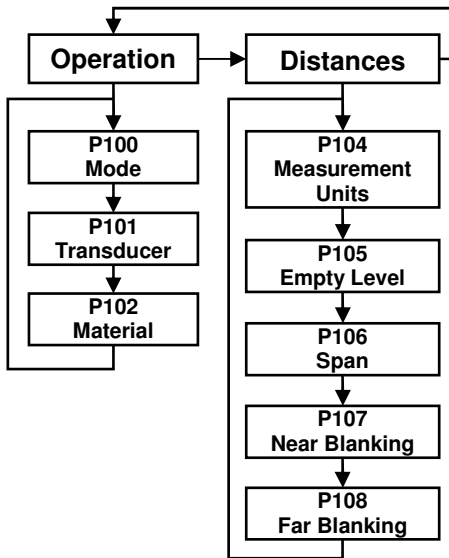 Operation
Distances
P100
Mode
P101
Transducer
P102
Material
P104
Measurement
Units
P105
Empty Level
P106
Span
P107
Near Blanking
P108
Far Blanking